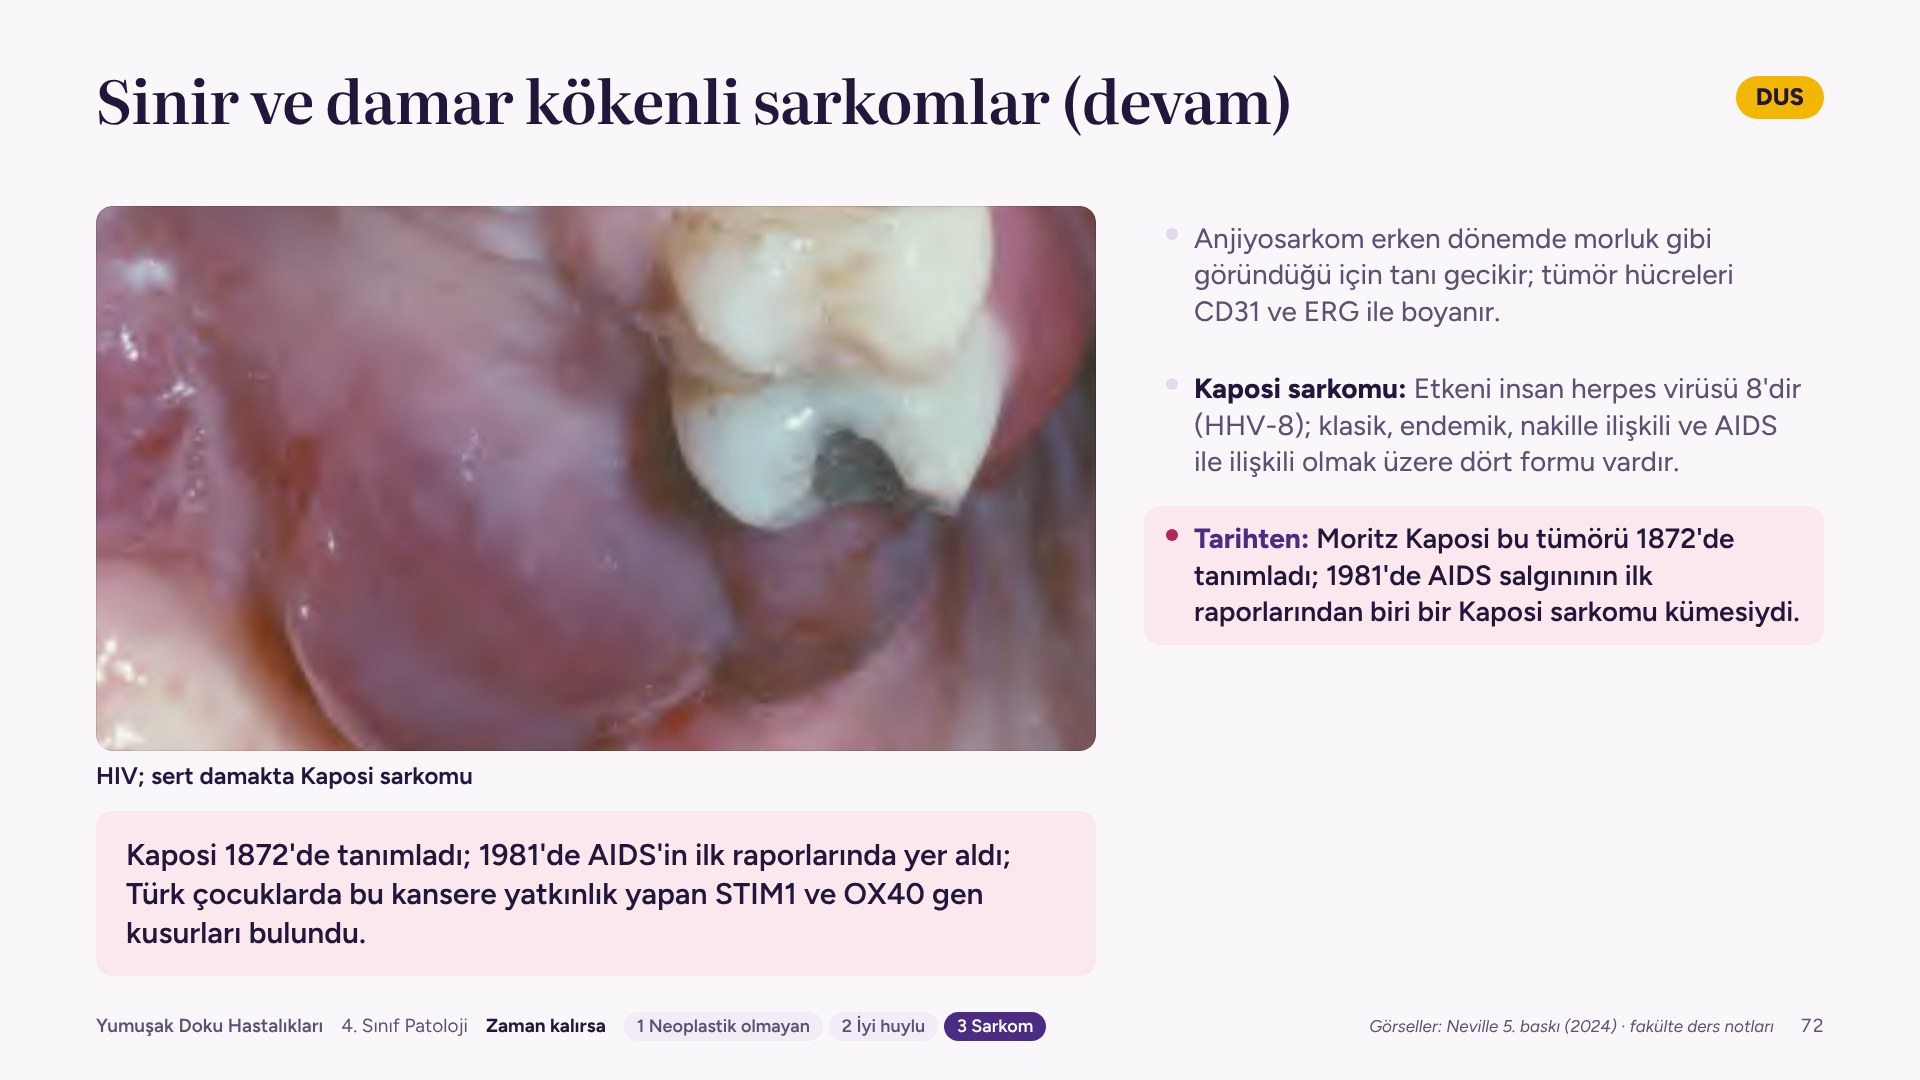 Sinir ve damar kökenli sarkomlar (devam)
DUS
Anjiyosarkom erken dönemde morluk gibi
göründüğü için tanı gecikir; tümör hücreleri
CD31 ve ERG ile boyanır.
Kaposi sarkomu: Etkeni insan herpes virüsü 8'dir
(HHV-8); klasik, endemik, nakille ilişkili ve AIDS
ile ilişkili olmak üzere dört formu vardır.
Tarihten: Moritz Kaposi bu tümörü 1872'de
tanımladı; 1981'de AIDS salgınının ilk
raporlarından biri bir Kaposi sarkomu kümesiydi.
HIV; sert damakta Kaposi sarkomu
Kaposi 1872'de tanımladı; 1981'de AIDS'in ilk raporlarında yer aldı;
Türk çocuklarda bu kansere yatkınlık yapan STIM1 ve OX40 gen
kusurları bulundu.
Yumuşak Doku Hastalıkları 4. Sınıf Patoloji Zaman kalırsa 1 Neoplastik olmayan 2 İyi huylu 3 Sarkom
Görseller: Neville 5. baskı (2024) · fakülte ders notları 72